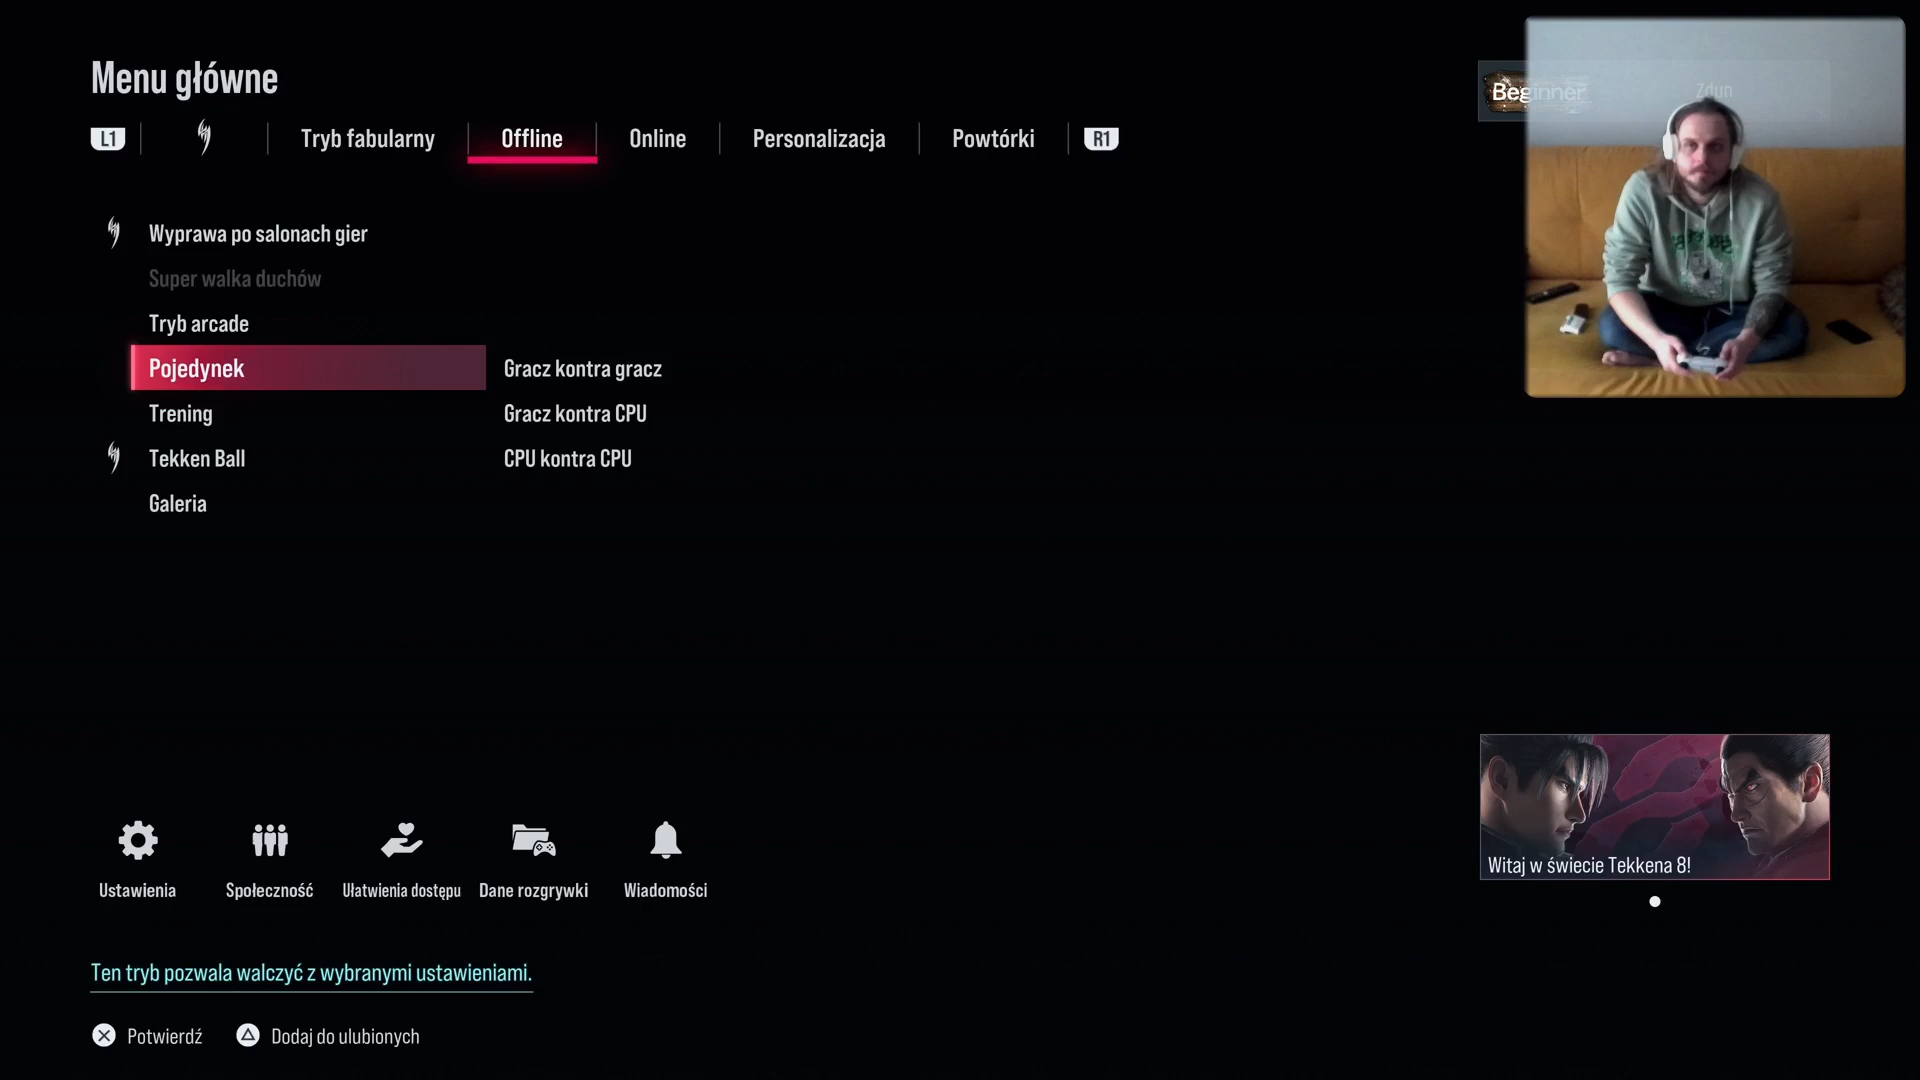 Menu główne
L1
Tryb fabularny
Offline
Online
Personalizacja
Powtórki
R1
Beginner
Zdun
Wyprawa po salonach gier
Super walka duchów
Tryb arcade
Pojedynek
Gracz kontra gracz
Trening
Gracz kontra CPU
Tekken Ball
CPU kontra CPU
Galeria
Witaj w świecie Tekkena 8!
Ustawienia
Społeczność
Ułatwienia dostępu
Dane rozgrywki
Wiadomości
Ten tryb pozwala walczyć z wybranymi ustawieniami.
Potwierdź
Dodaj do ulubionych